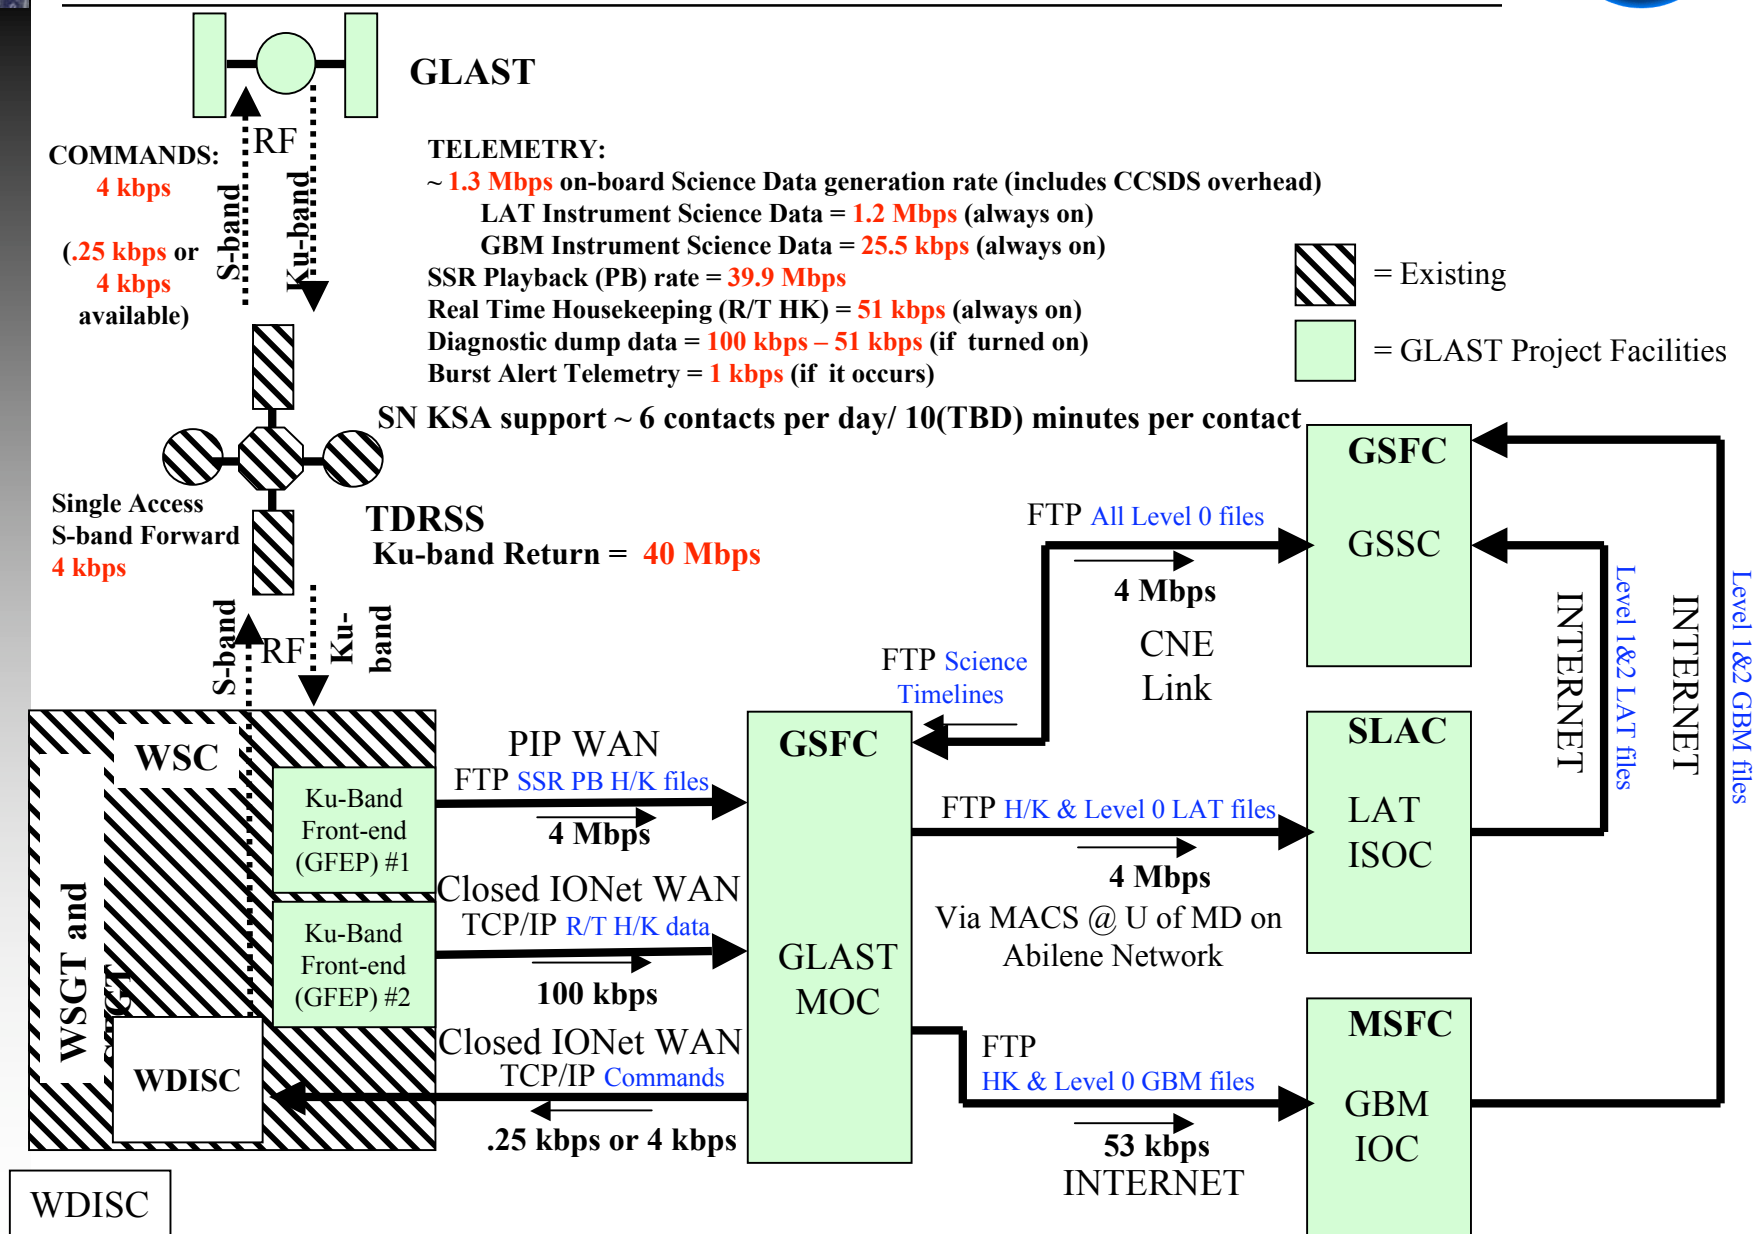 GLAST
RF
COMMANDS:
4 kbps
(.25 kbps or
4 kbps
available)
S-band
Ku-band
TELEMETRY:
~ 1.3 Mbps on-board Science Data generation rate (includes CCSDS overhead)
LAT Instrument Science Data = 1.2 Mbps (always on)
GBM Instrument Science Data = 25.5 kbps (always on)
SSR Playback (PB) rate = 39.9 Mbps
Real Time Housekeeping (R/T HK) = 51 kbps (always on)
Diagnostic dump data = 100 kbps – 51 kbps (if turned on)
Burst Alert Telemetry = 1 kbps (if it occurs)
= Existing
= GLAST Project Facilities
SN KSA support ~ 6 contacts per day/ 10(TBD) minutes per contact
Single Access
S-band Forward
4 kbps
TDRSS
Ku-band Return = 40 Mbps
S-band
RF
Ku-
band
GSFC
GSSC
FTP All Level 0 files
4 Mbps
CNE
Link
FTP Science
Timelines
INTERNET
Level 1&2 LAT files
INTERNET
Level 1&2 GBM files
WSC
WSGT and
Ku-Band
Front-end
(GFEP) #1
Ku-Band
Front-end
(GFEP) #2
WDISC
PIP WAN
FTP SSR PB H/K files
4 Mbps
Closed IONet WAN
TCP/IP R/T H/K data
100 kbps
Closed IONet WAN
TCP/IP Commands
.25 kbps or 4 kbps
GSFC
GLAST
MOC
FTP H/K & Level 0 LAT files
4 Mbps
Via MACS @ U of MD on
Abilene Network
SLAC
LAT
ISOC
FTP
HK & Level 0 GBM files
53 kbps
INTERNET
MSFC
GBM
IOC
WDISC